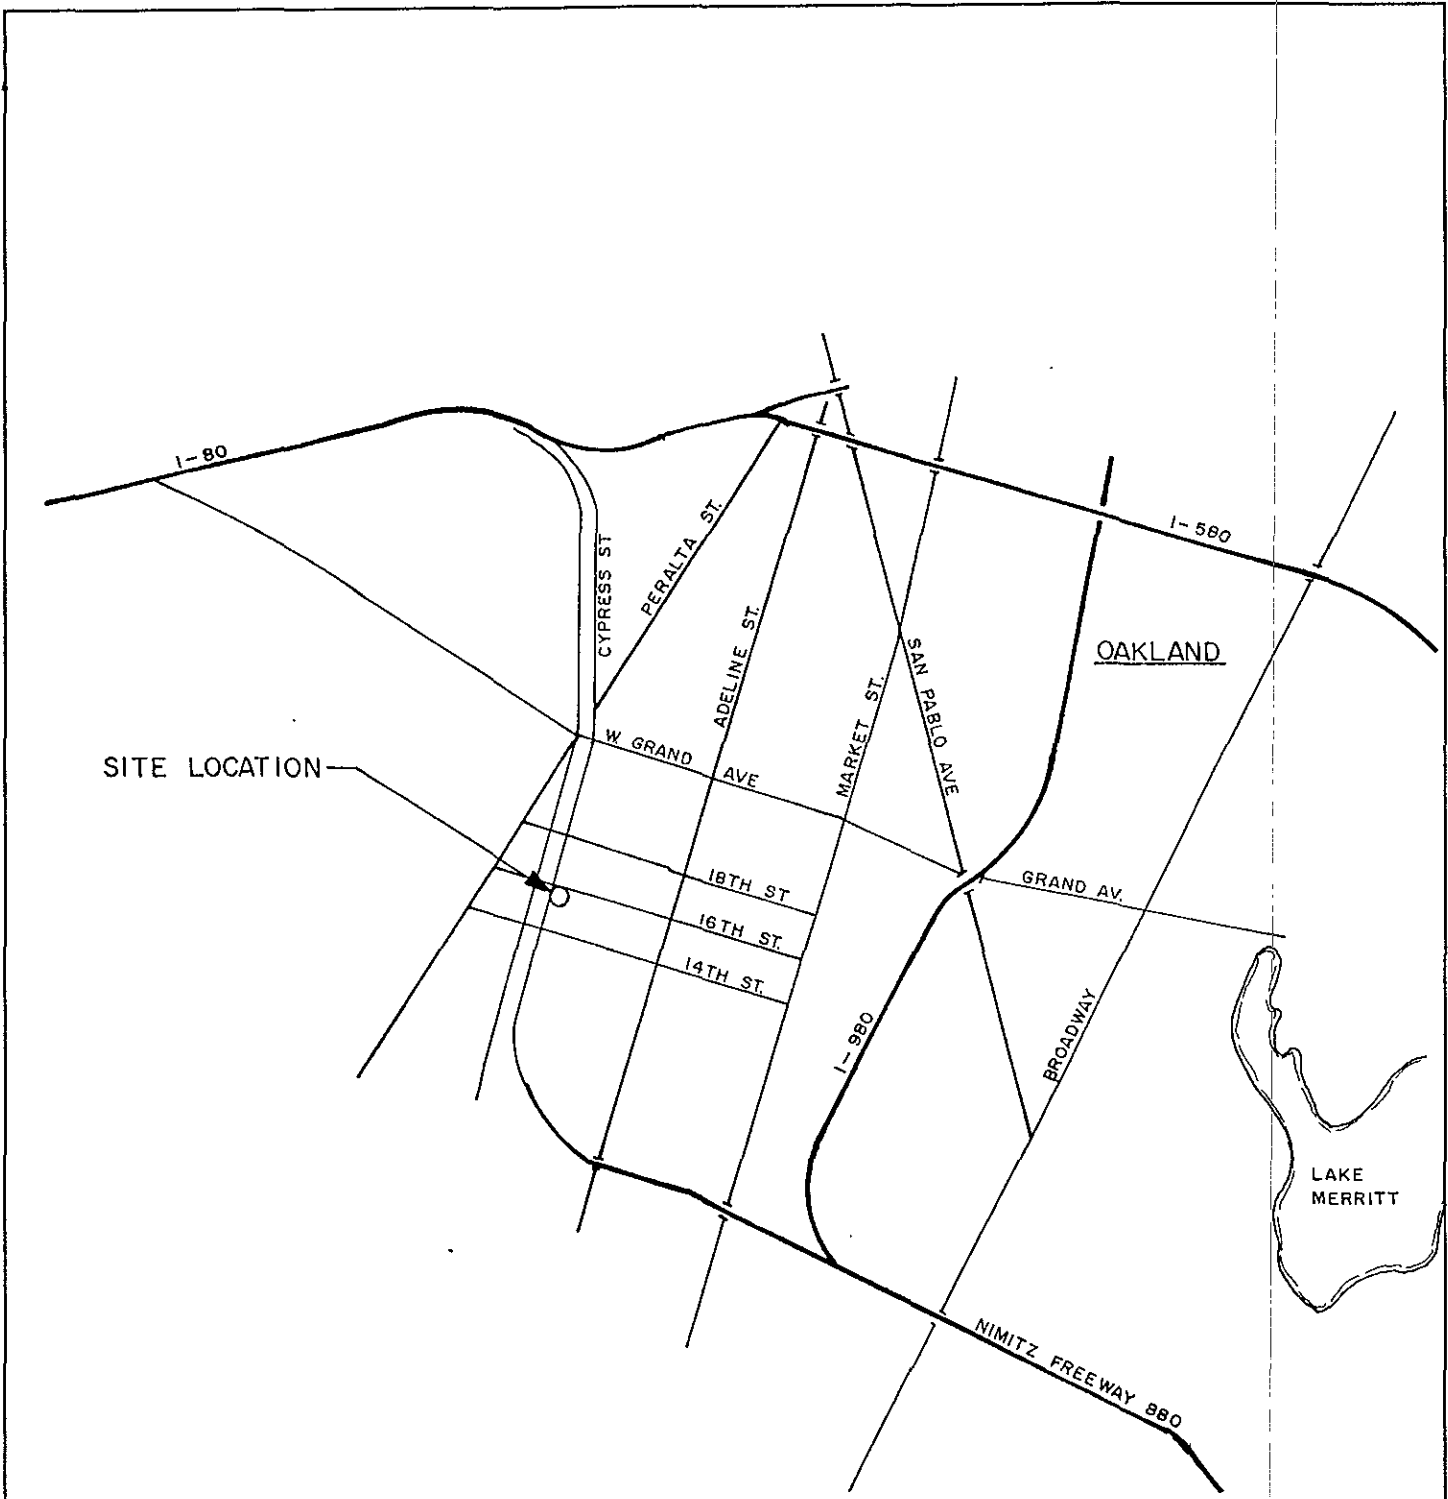 I-80
I-580
CYPRESS ST
PERALTA ST.
ADELINE ST.
MARKET ST.
SAN PABLO AVE
OAKLAND
W. GRAND AVE
SITE LOCATION
18TH ST
16TH ST.
14TH ST.
GRAND AV.
I-980
BROADWAY
LAKE
MERRITT
NIMITZ FREEWAY 880